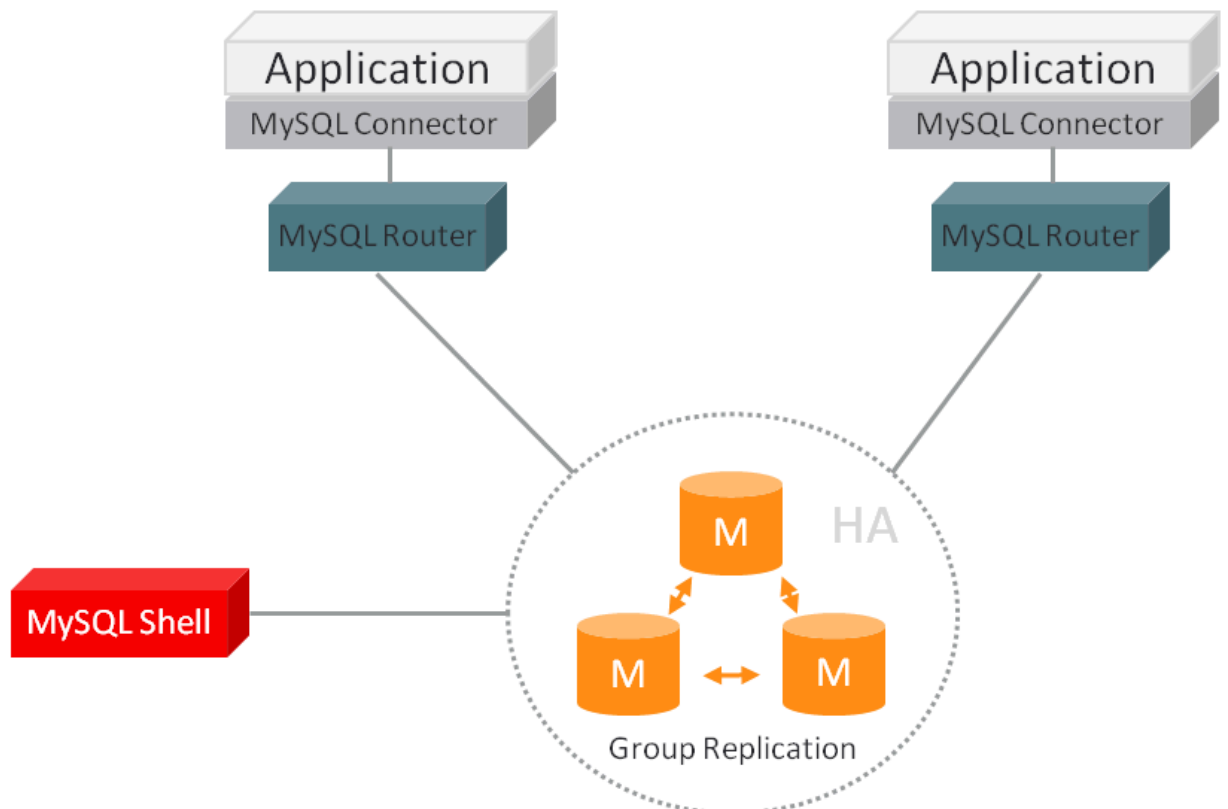 Application
MySQL Connector
MySQL Router
Application
MySQL Connector
MySQL Router
HA
M
M
M
Group Replication
MySQL Shell